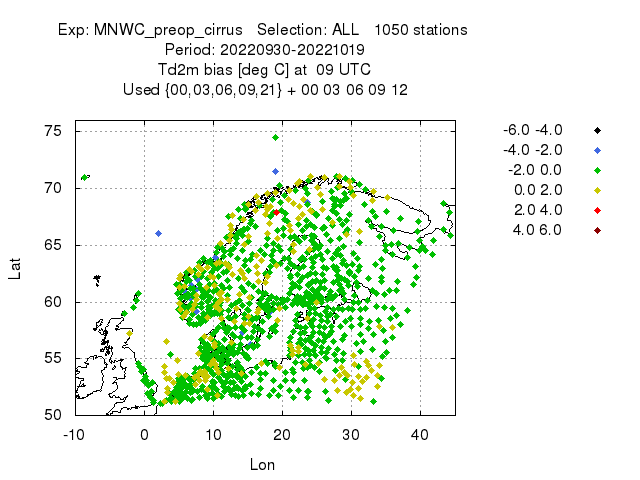 Exp: MNWC_preop_cirrus   Selection: ALL   1050 stations
Period: 20220930-20221019
Td2m bias [deg C] at  09 UTC
Used {00,03,06,09,21} + 00 03 06 09 12
-6.0 -4.0
-4.0 -2.0
-2.0 0.0
0.0 2.0
2.0 4.0
4.0 6.0
75
70
65
60
55
50
Lat
-10 0 10 20 30 40
Lon